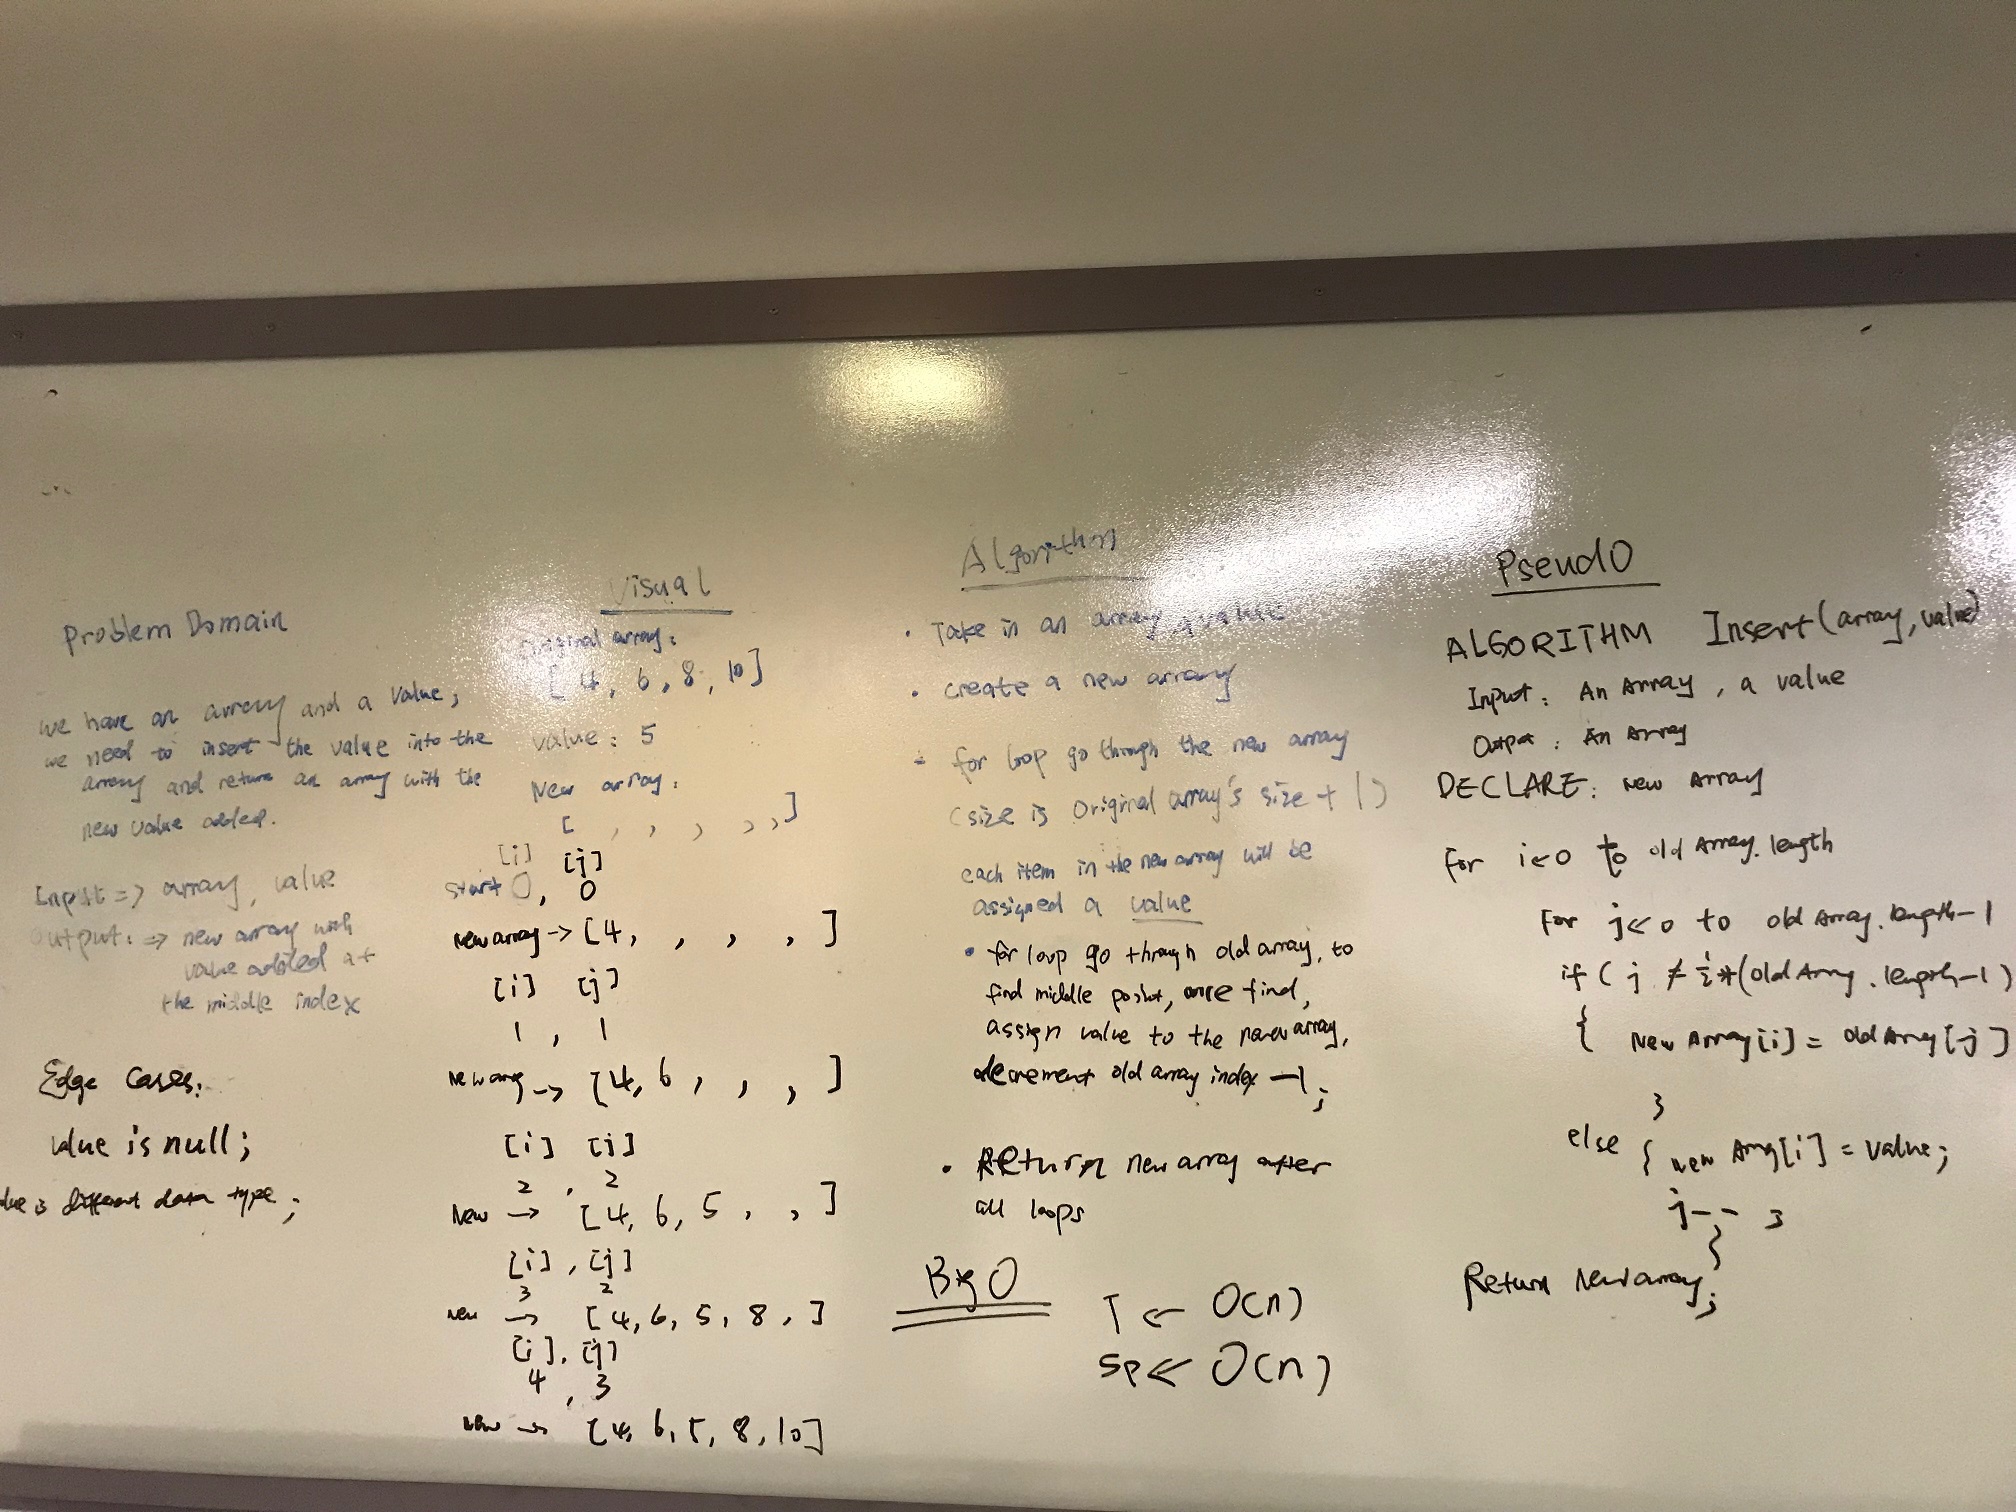 Problem Domain
we have an array and a value,
we need to insert the value into the
array and return an array with the
new value added.
Input => array, value
Output: => new array with
value added at
the middle index
Edge Cases:
value is null;
different data type;
Visual
Original array:
[4, 6, 8, 10]
value: 5
New array:
[ , , , , , ]
[i] [j]
start 0, 0
new array -> [4, , , , ]
[i] [j]
1 , 1
-> [4, 6, , , ]
[i] [j]
2 , 2
New -> [4, 6, 5, , ]
[i], [j]
3 2
new -> [4, 6, 5, 8, ]
[i], [j]
4 , 3
new -> [4, 6, 5, 8, 10]
Algorithm
• Take in an array, value
• create a new array
• for loop go through the new array
(size is Original array's size + 1)
each item in the new array will be
assigned a value
• for loop go through old array, to
find middle point, once find,
assign value to the array,
decrement old array index -1;
• Return new array after
all loops
Big O
T <- O(n)
Sp <- O(n)
PseudO
ALGORITHM Insert(array, value)
Input: An Array, a value
Output: An Array
DECLARE: New Array
for i<-0 to old Array.length
for j<-0 to old Array.length-1
if ( j ≠ *(old Array.length-1)
{ New Array[i] = old Array[j]
}
else { new Array[i] = value;
j-- }
}
Return New array;